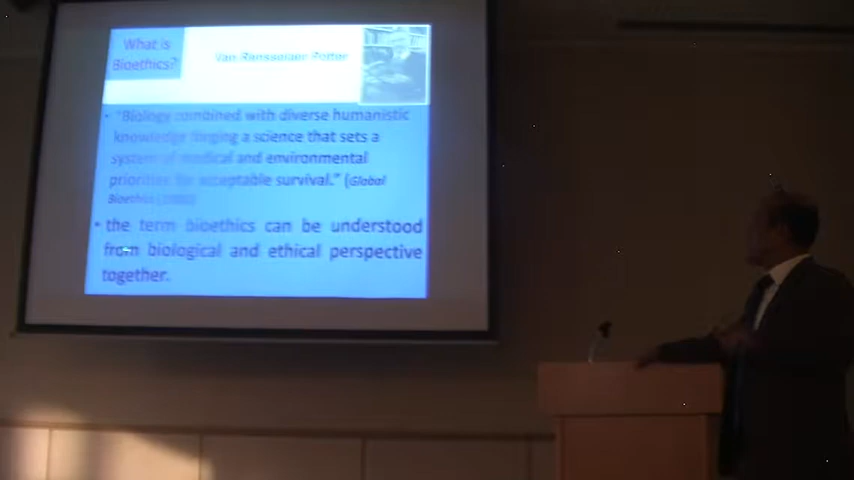 What is
Bioethics?
Van Rensselaer Potter
• "Biology combined with diverse humanistic
knowledge forging a science that sets a
system of medical and environmental
priorities for acceptable survival." (Global
Bioethics
• the term bioethics can be understood
from biological and ethical perspective
together.